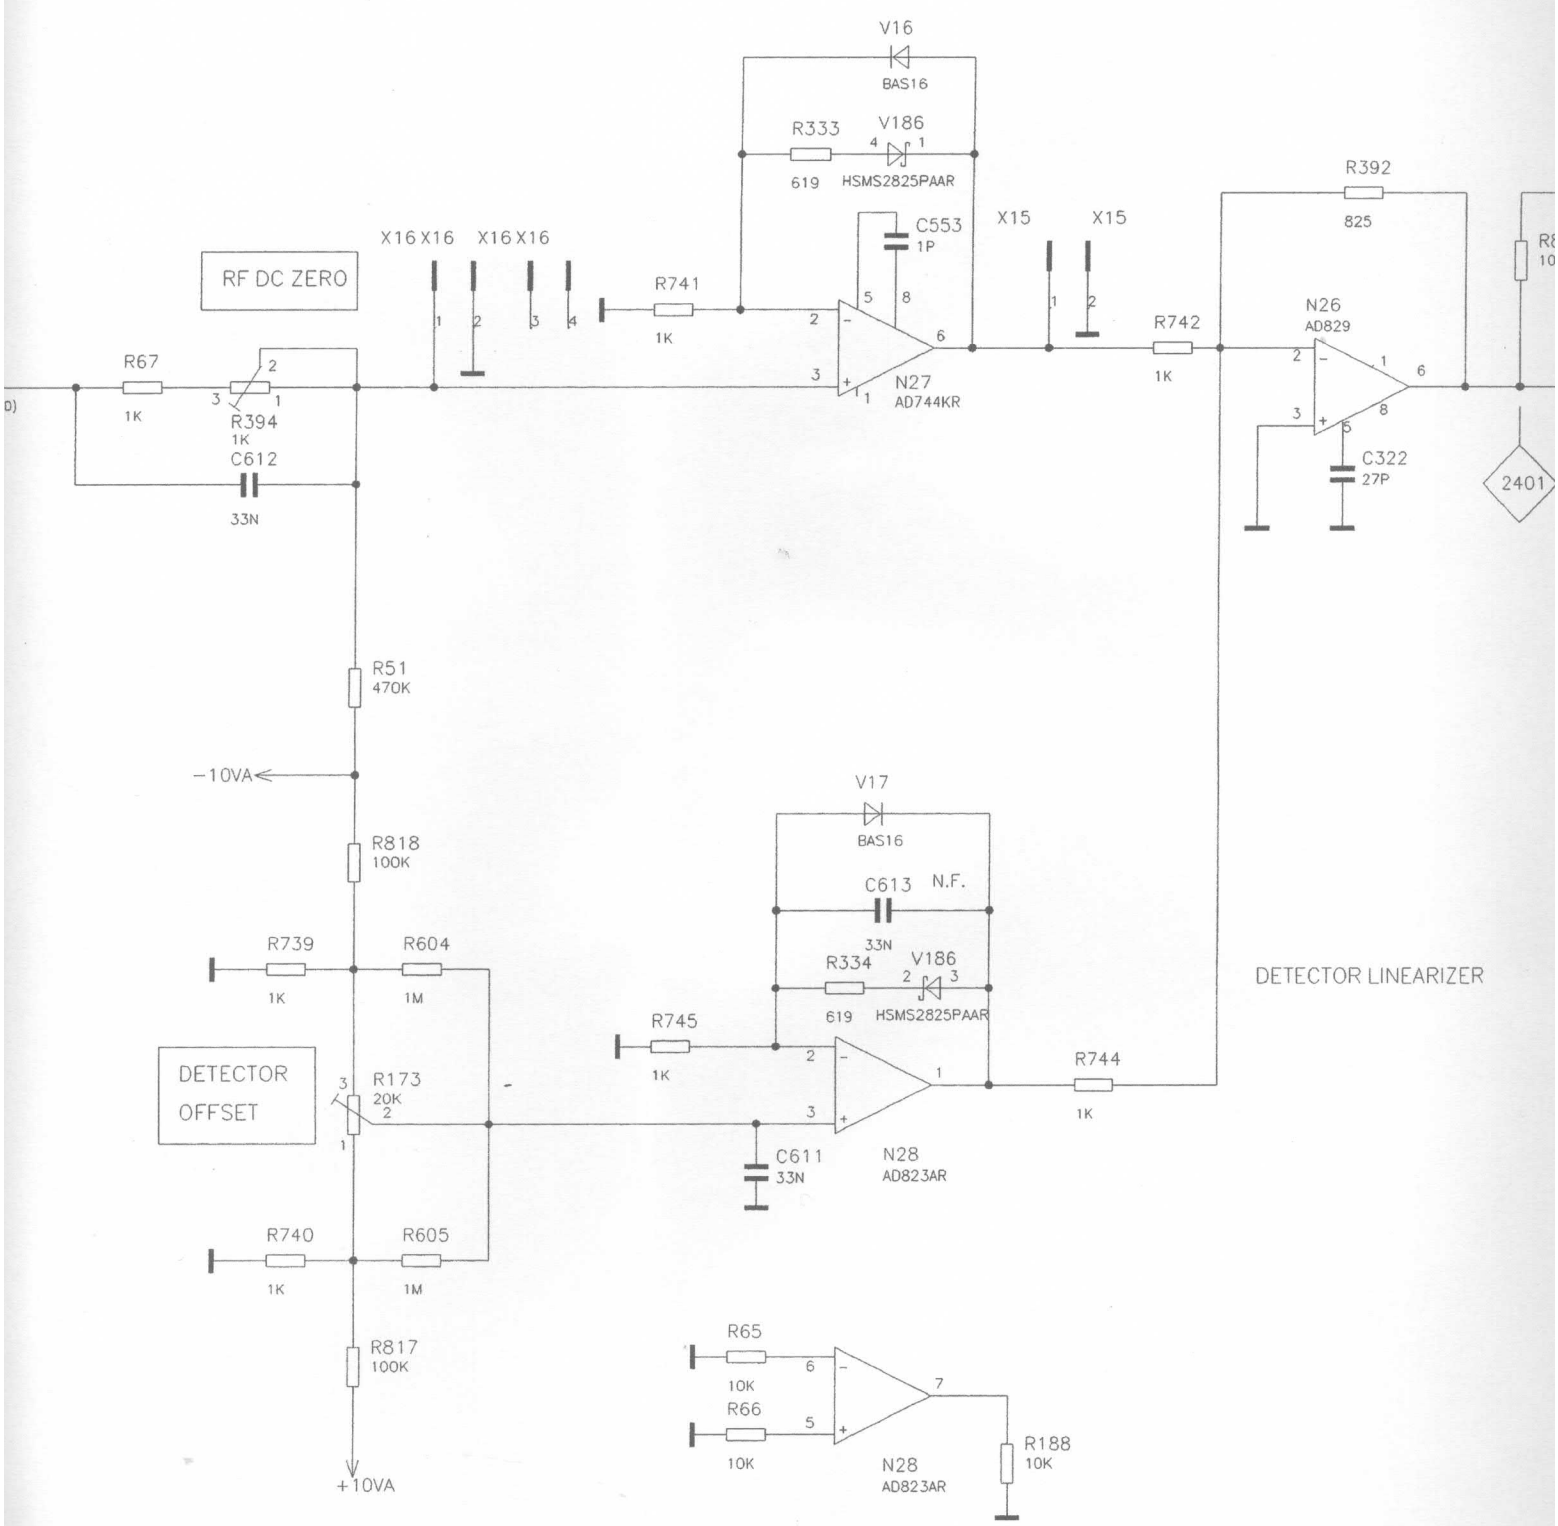 V16
BAS16
R333
V186
4
1
619
HSMS2825PAAR
R392
825
X16 X16 X16 X16
C553
1P
X15
X15
RF DC ZERO
R741
1K
5
8
1
2
3
4
1
2
R8
10
2
−
6
3
+
1
N27
AD744KR
R742
1K
N26
AD829
2
−
1
6
3
+
8
5
R67
1K
2
3
1
R394
1K
0)
C612
33N
C322
27P
2401
R51
470K
−10VA
V17
BAS16
R818
100K
C613
N.F.
33N
R739
1K
R604
1M
R334
V186
2
3
619
HSMS2825PAAR
DETECTOR LINEARIZER
R745
1K
2
−
1
3
+
R744
1K
DETECTOR
OFFSET
3
R173
20K
2
1
C611
33N
N28
AD823AR
R740
1K
R605
1M
R817
100K
+10VA
R65
10K
6
−
7
R66
10K
5
+
N28
AD823AR
R188
10K